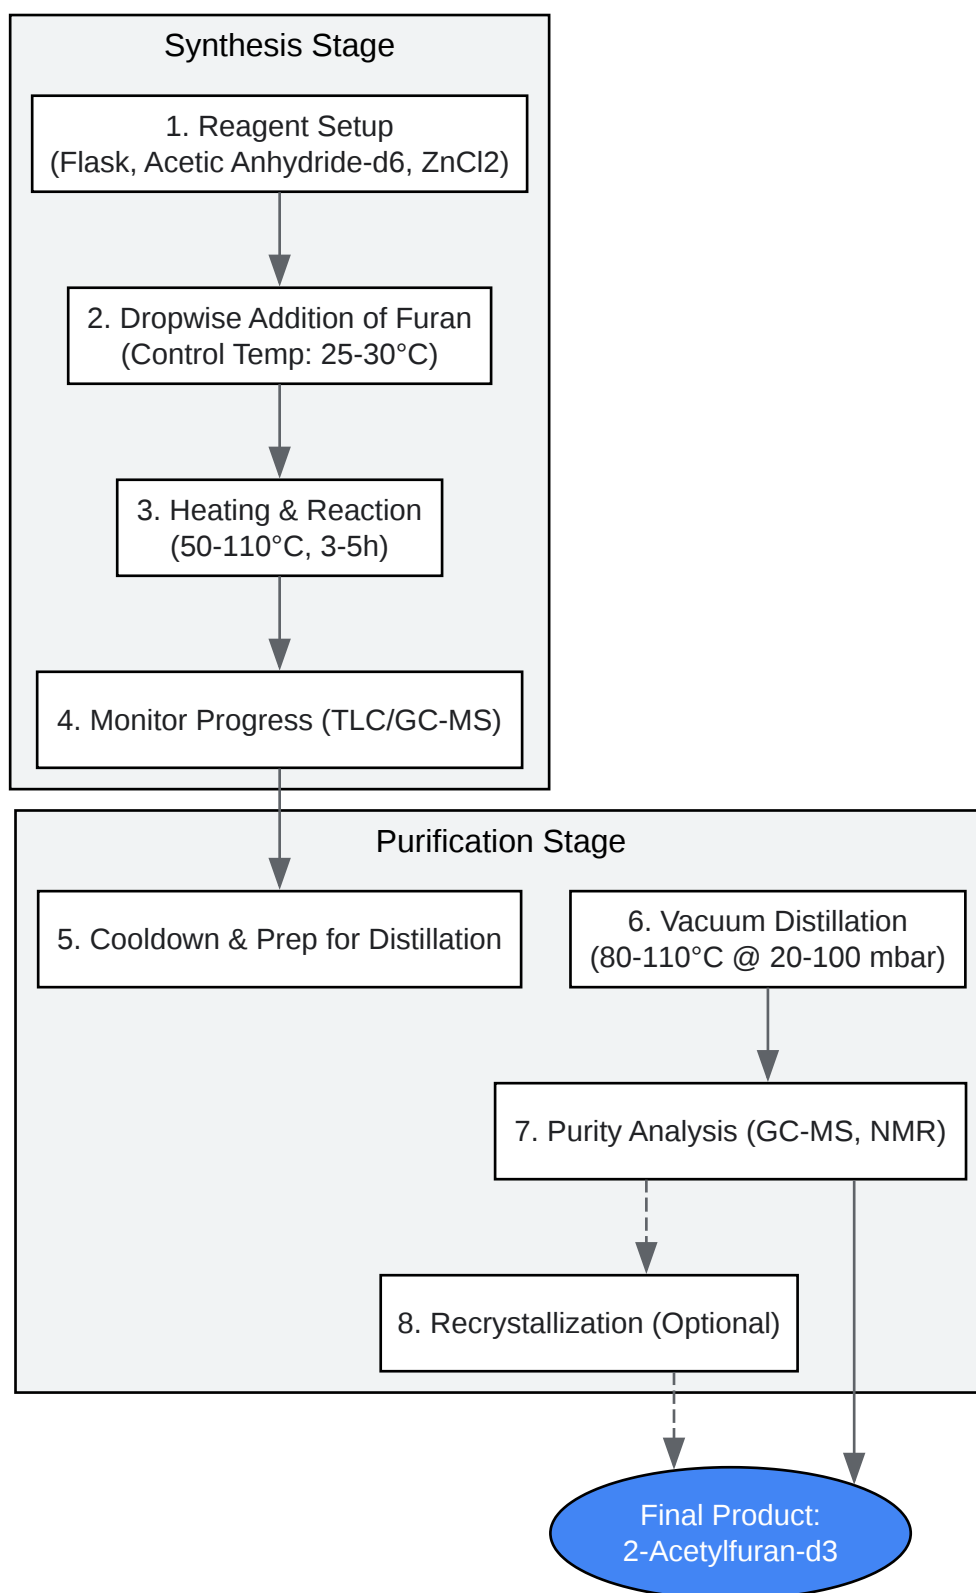 Synthesis Stage
1. Reagent Setup
(Flask, Acetic Anhydride-d6, ZnCl2)
2. Dropwise Addition of Furan
(Control Temp: 25-30°C)
3. Heating & Reaction
(50-110°C, 3-5h)
4. Monitor Progress (TLC/GC-MS)
Purification Stage
5. Cooldown & Prep for Distillation
6. Vacuum Distillation
(80-110°C @ 20-100 mbar)
7. Purity Analysis (GC-MS, NMR)
8. Recrystallization (Optional)
Final Product:
2-Acetylfuran-d3